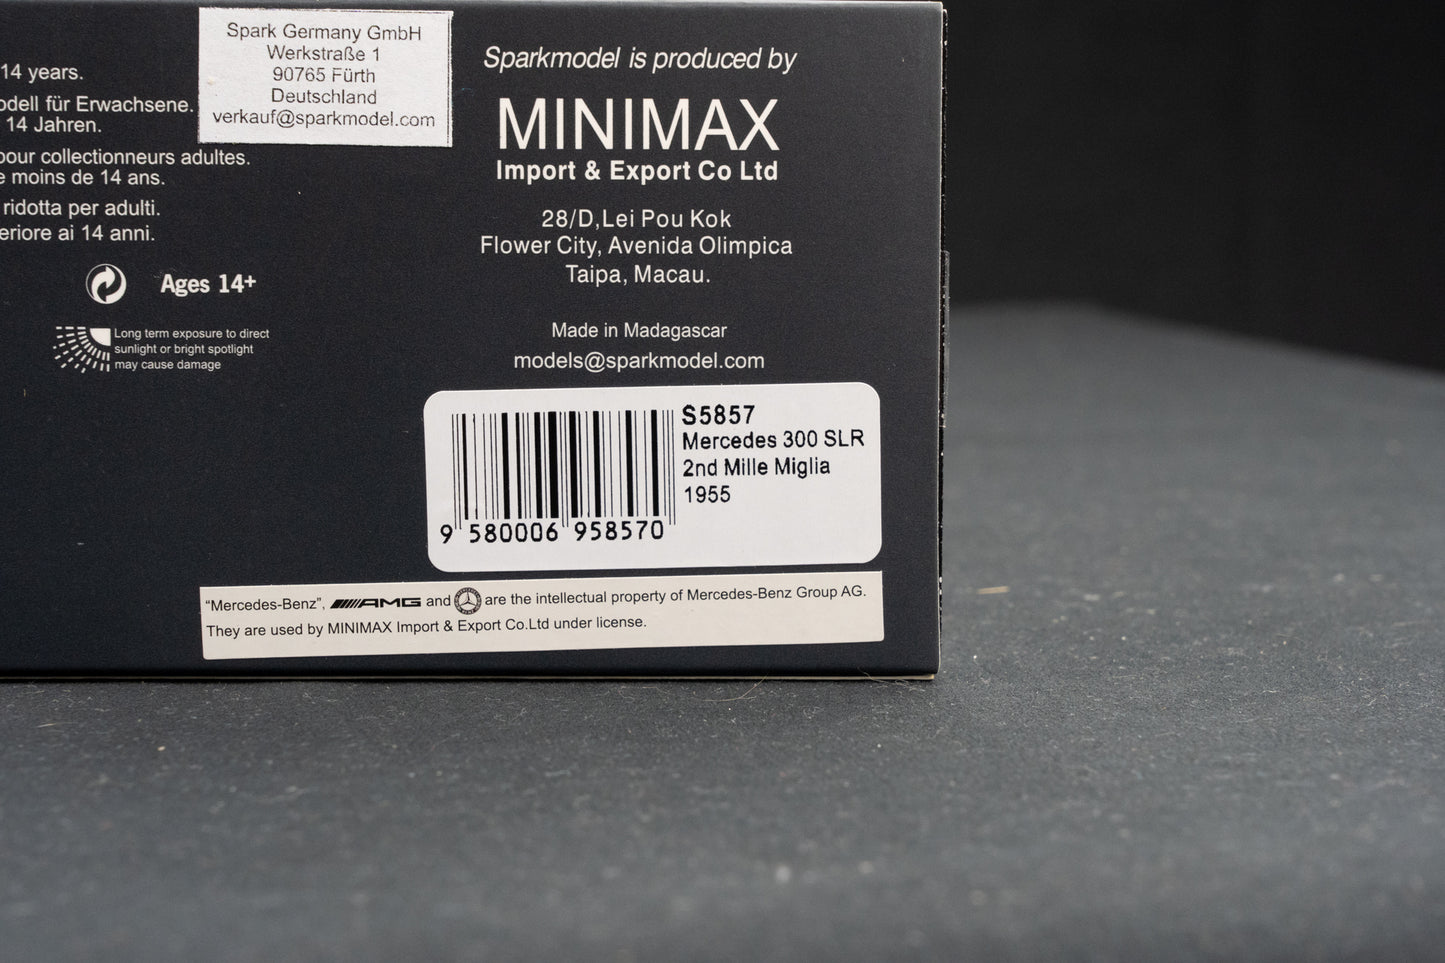 14 years.
odell für Erwachsene.
14 Jahren.
pour collectionneurs adultes.
e moins de 14 ans.
ridotta per adulti.
eriore ai 14 anni.
Ages 14+
Long term exposure to direct
sunlight or bright spotlight
may cause damage
Spark Germany GmbH
Werkstraße 1
90765 Fürth
Deutschland
verkauf@sparkmodel.com
Sparkmodel is produced by
MINIMAX
Import & Export Co Ltd
28/D,Lei Pou Kok
Flower City, Avenida Olimpica
Taipa, Macau.
Made in Madagascar
models@sparkmodel.com
S5857
Mercedes 300 SLR
2nd Mille Miglia
1955
9 580006 958570
“Mercedes-Benz”, AMG and are the intellectual property of Mercedes-Benz Group AG.
They are used by MINIMAX Import & Export Co.Ltd under license.